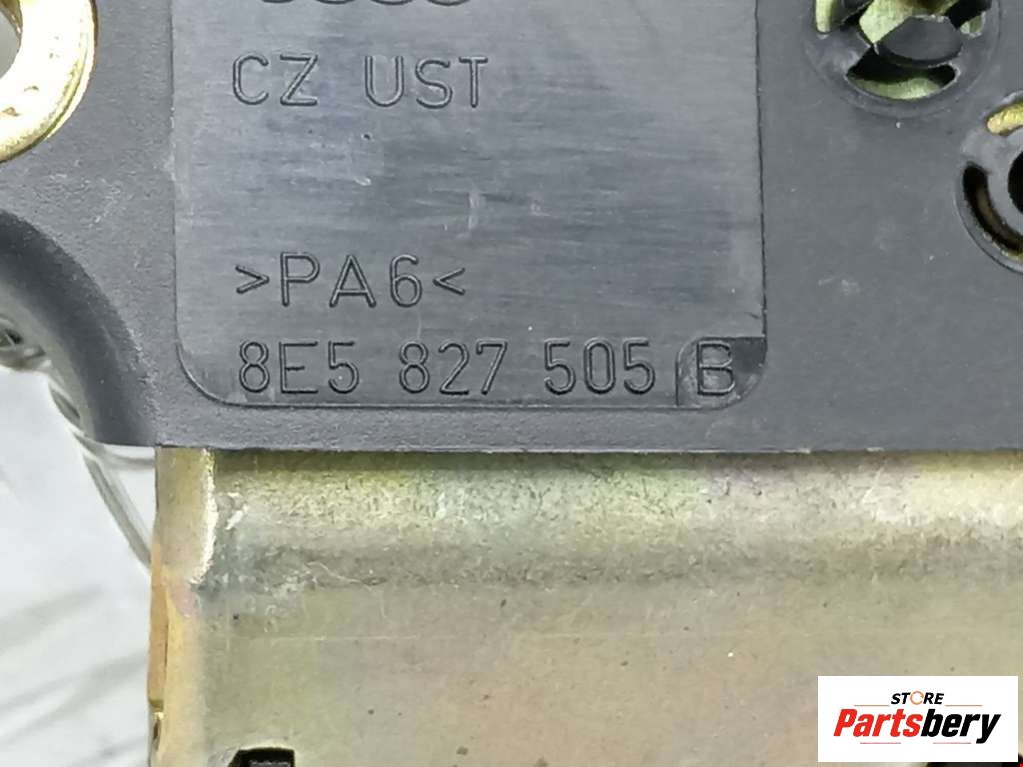 CZ UST
>PA6<
8E5 827 505 B
STORE
Partsbery